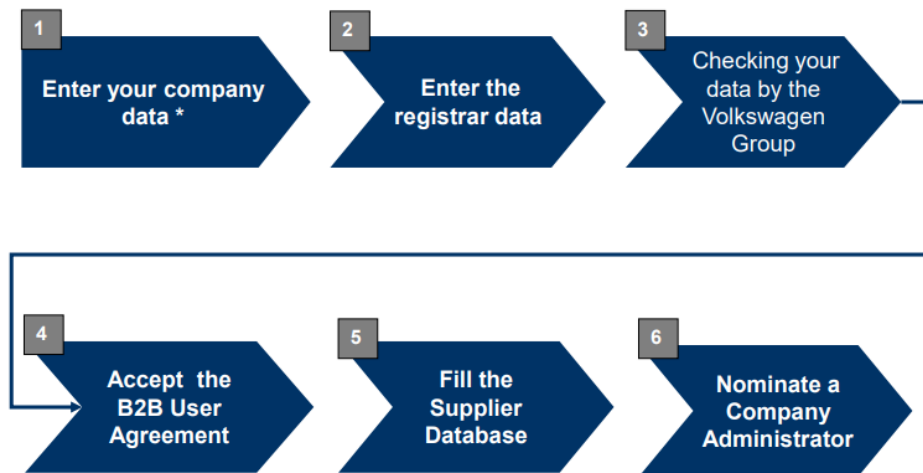 1
Enter your company
data *
2
Enter the
registrar data
3
Checking your
data by the
Volkswagen
Group
4
Accept the
B2B User
Agreement
5
Fill the
Supplier
Database
6
Nominate a
Company
Administrator